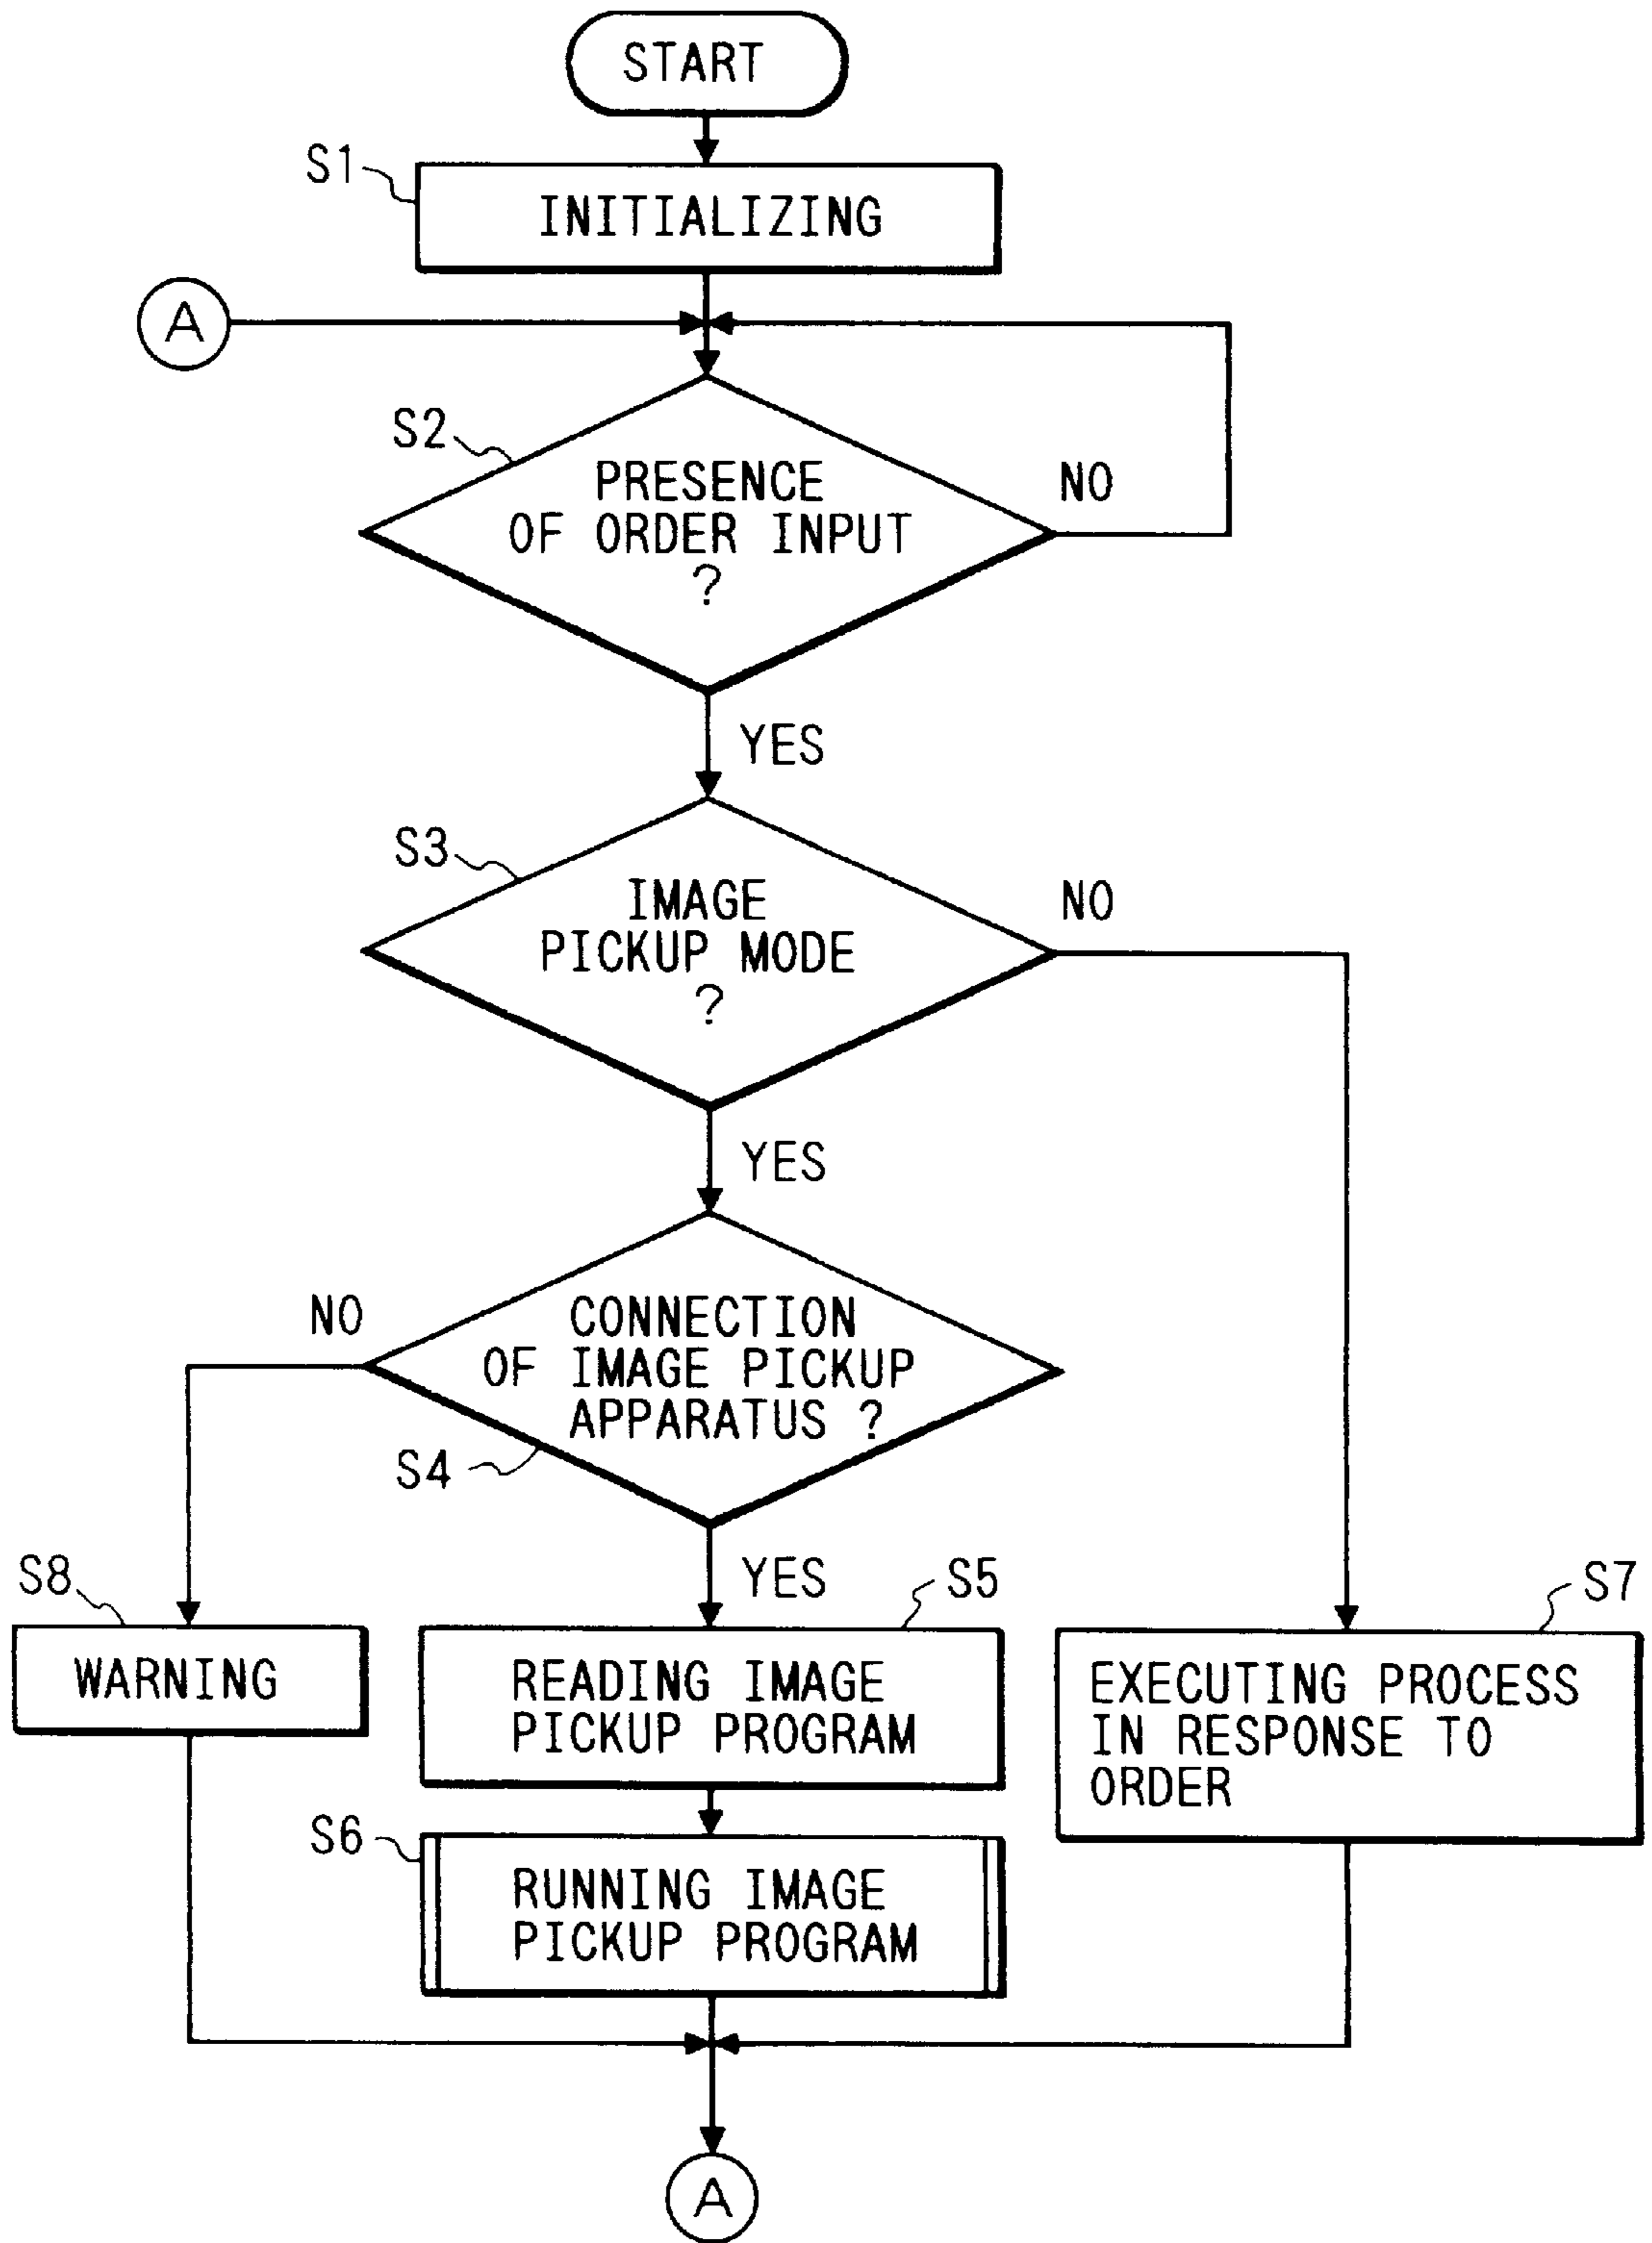 START
S1
INITIALIZING
A
S2
PRESENCE
OF ORDER INPUT
?
NO
YES
S3
IMAGE
PICKUP MODE
?
NO
YES
NO
CONNECTION
OF IMAGE PICKUP
APPARATUS ?
S4
YES
S8
WARNING
S5
READING IMAGE
PICKUP PROGRAM
S7
EXECUTING PROCESS
IN RESPONSE TO
ORDER
S6
RUNNING IMAGE
PICKUP PROGRAM
A